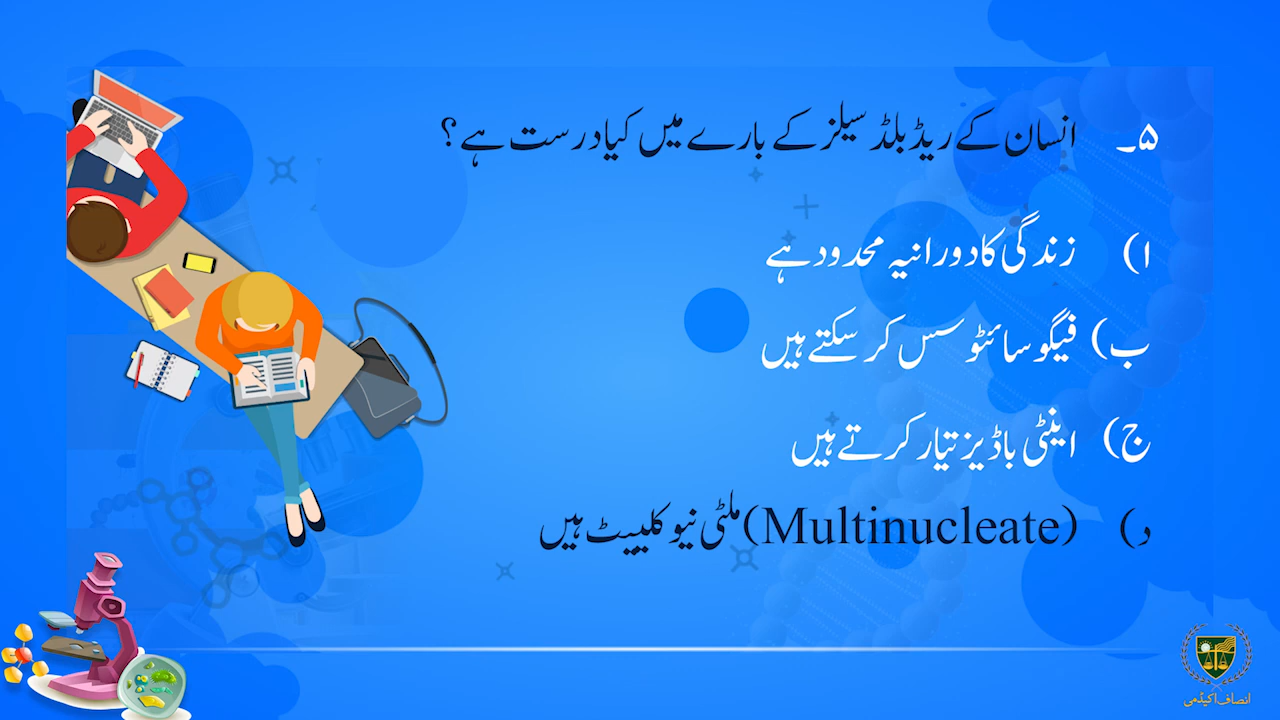 ۵۔ انسان کے ریڈ بلڈ سیلز کے بارے میں کیا درست ہے؟
ا) زندگی کا دورانیہ محدود ہے
ب) فیگوسائٹوسس کر سکتے ہیں
ج) اینٹی باڈیز تیار کرتے ہیں
د) (Multinucleate) ملٹی نیوکلییٹ ہیں
انصاف اکیڈمی